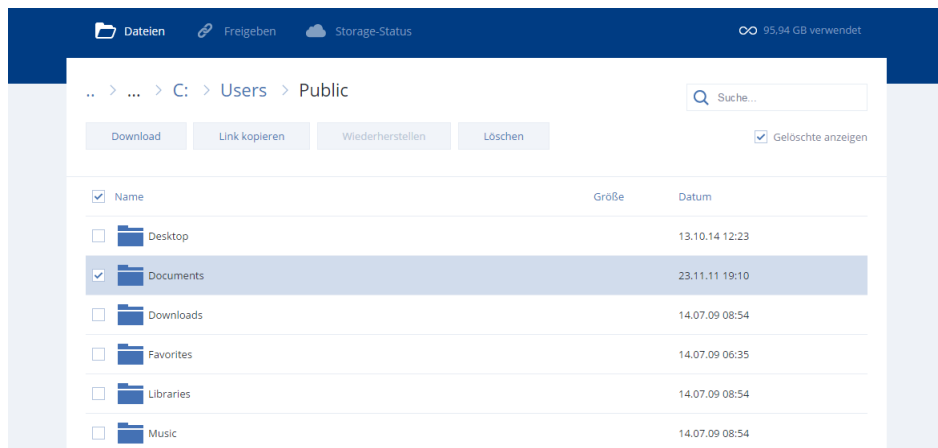 Dateien Freigeben Storage-Status 95,94 GB verwendet
.. > ... > C: > Users > Public
Suche...
Download Link kopieren Wiederherstellen Löschen
Gelöschte anzeigen
Name Größe Datum
Desktop 13.10.14 12:23
Documents 23.11.11 19:10
Downloads 14.07.09 08:54
Favorites 14.07.09 06:35
Libraries 14.07.09 08:54
Music 14.07.09 08:54